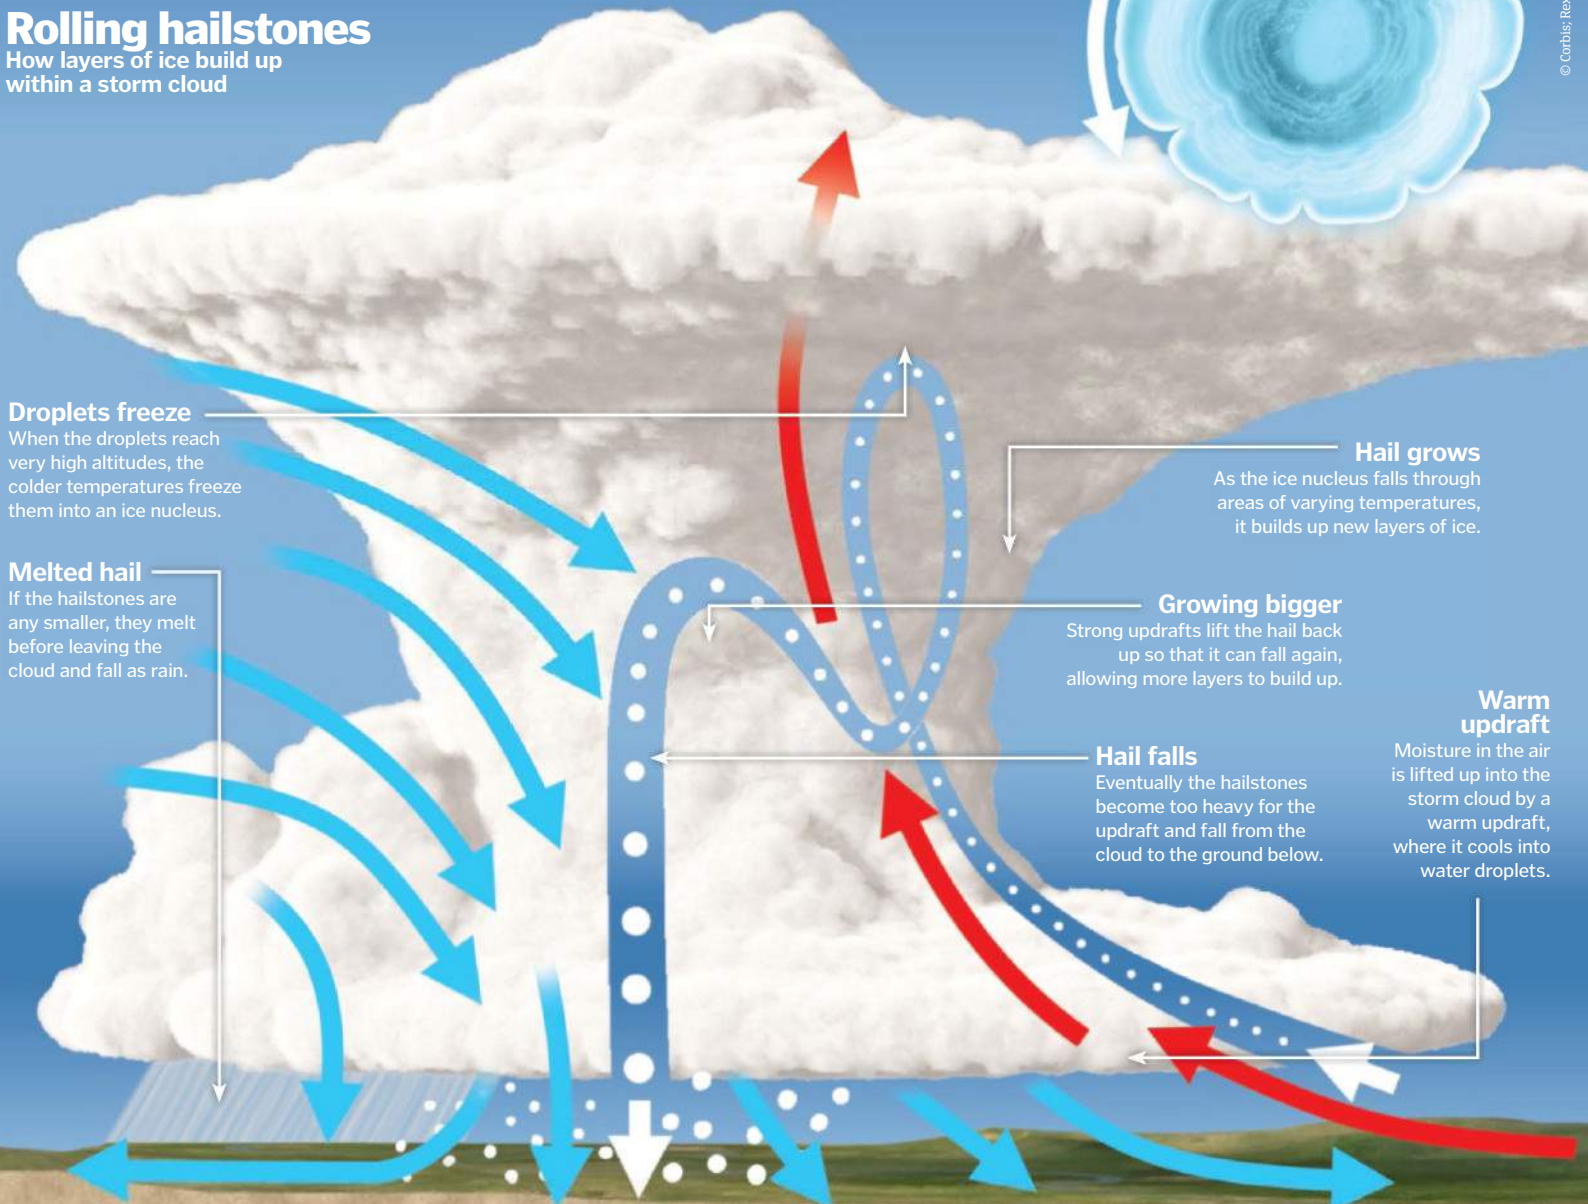 Rolling hailstones
How layers of ice build up
within a storm cloud
© Corbis; Rex
Droplets freeze
When the droplets reach
very high altitudes, the
colder temperatures freeze
them into an ice nucleus.
Melted hail
If the hailstones are
any smaller, they melt
before leaving the
cloud and fall as rain.
Hail grows
As the ice nucleus falls through
areas of varying temperatures,
it builds up new layers of ice.
Growing bigger
Strong updrafts lift the hail back
up so that it can fall again,
allowing more layers to build up.
Hail falls
Eventually the hailstones
become too heavy for the
updraft and fall from the
cloud to the ground below.
Warm
updraft
Moisture in the air
is lifted up into the
storm cloud by a
warm updraft,
where it cools into
water droplets.